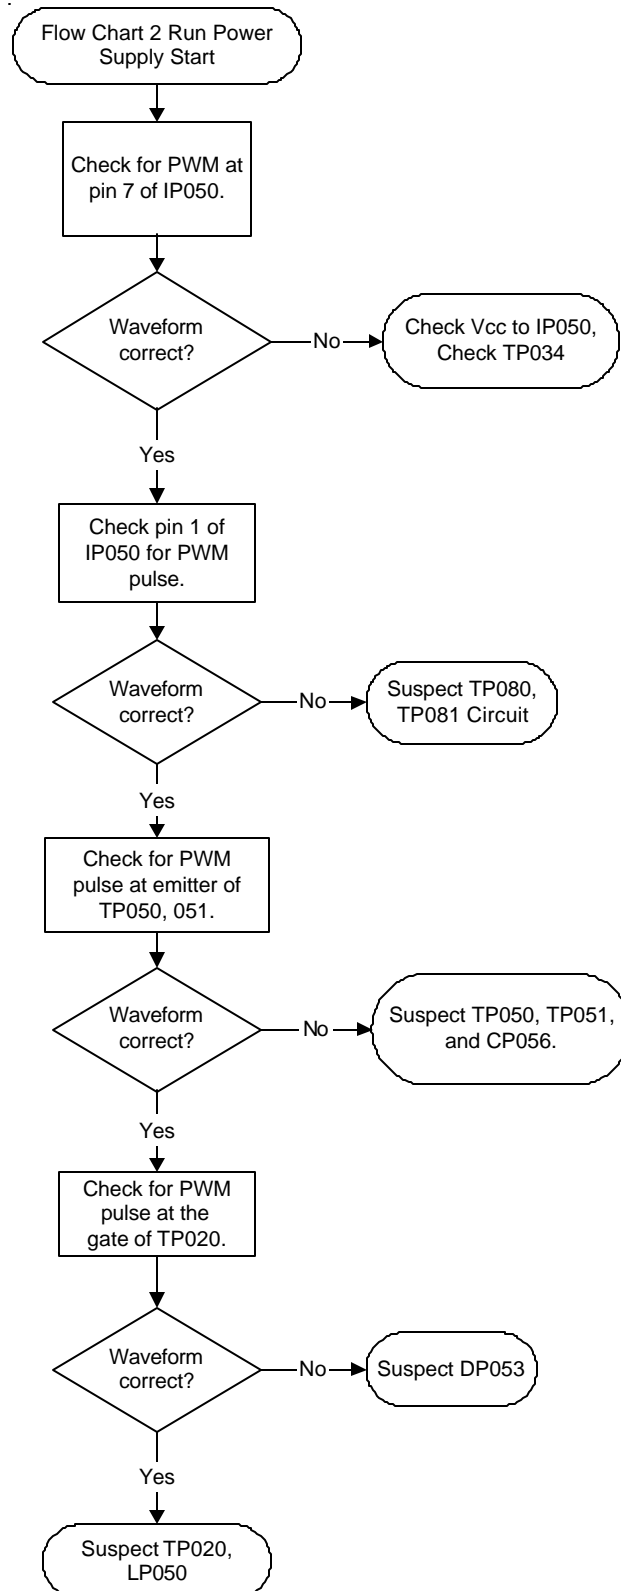 Flow Chart 2 Run Power
Supply Start
Check for PWM at
pin 7 of IP050.
Waveform
correct?
No
Check Vcc to IP050,
Check TP034
Yes
Check pin 1 of
IP050 for PWM
pulse.
Waveform
correct?
No
Suspect TP080,
TP081 Circuit
Yes
Check for PWM
pulse at emitter of
TP050, 051.
Waveform
correct?
No
Suspect TP050, TP051,
and CP056.
Yes
Check for PWM
pulse at the
gate of TP020.
Waveform
correct?
No
Suspect DP053
Yes
Suspect TP020,
LP050